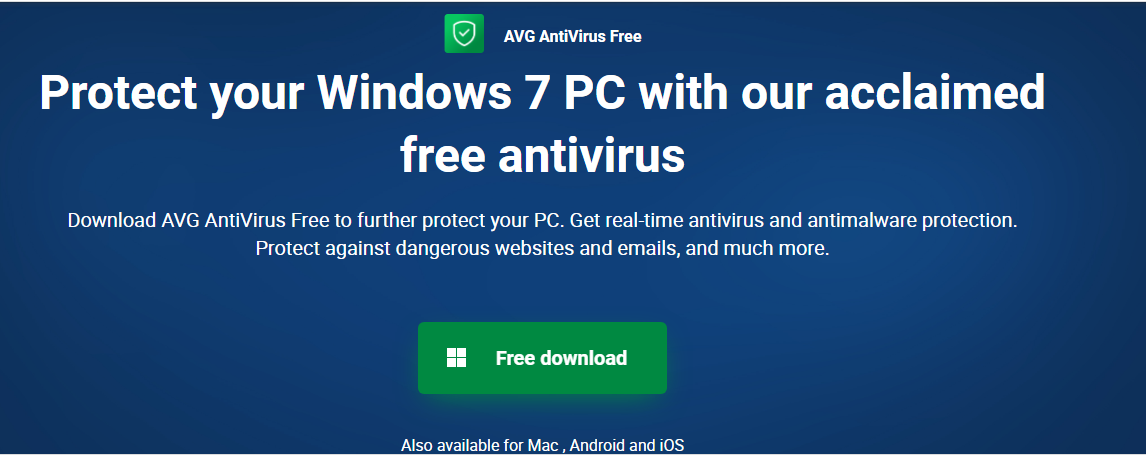 AVG AntiVirus Free
Protect your Windows 7 PC with our acclaimed
free antivirus
Download AVG AntiVirus Free to further protect your PC. Get real-time antivirus and antimalware protection.
Protect against dangerous websites and emails, and much more.
Free download
Also available for Mac , Android and iOS